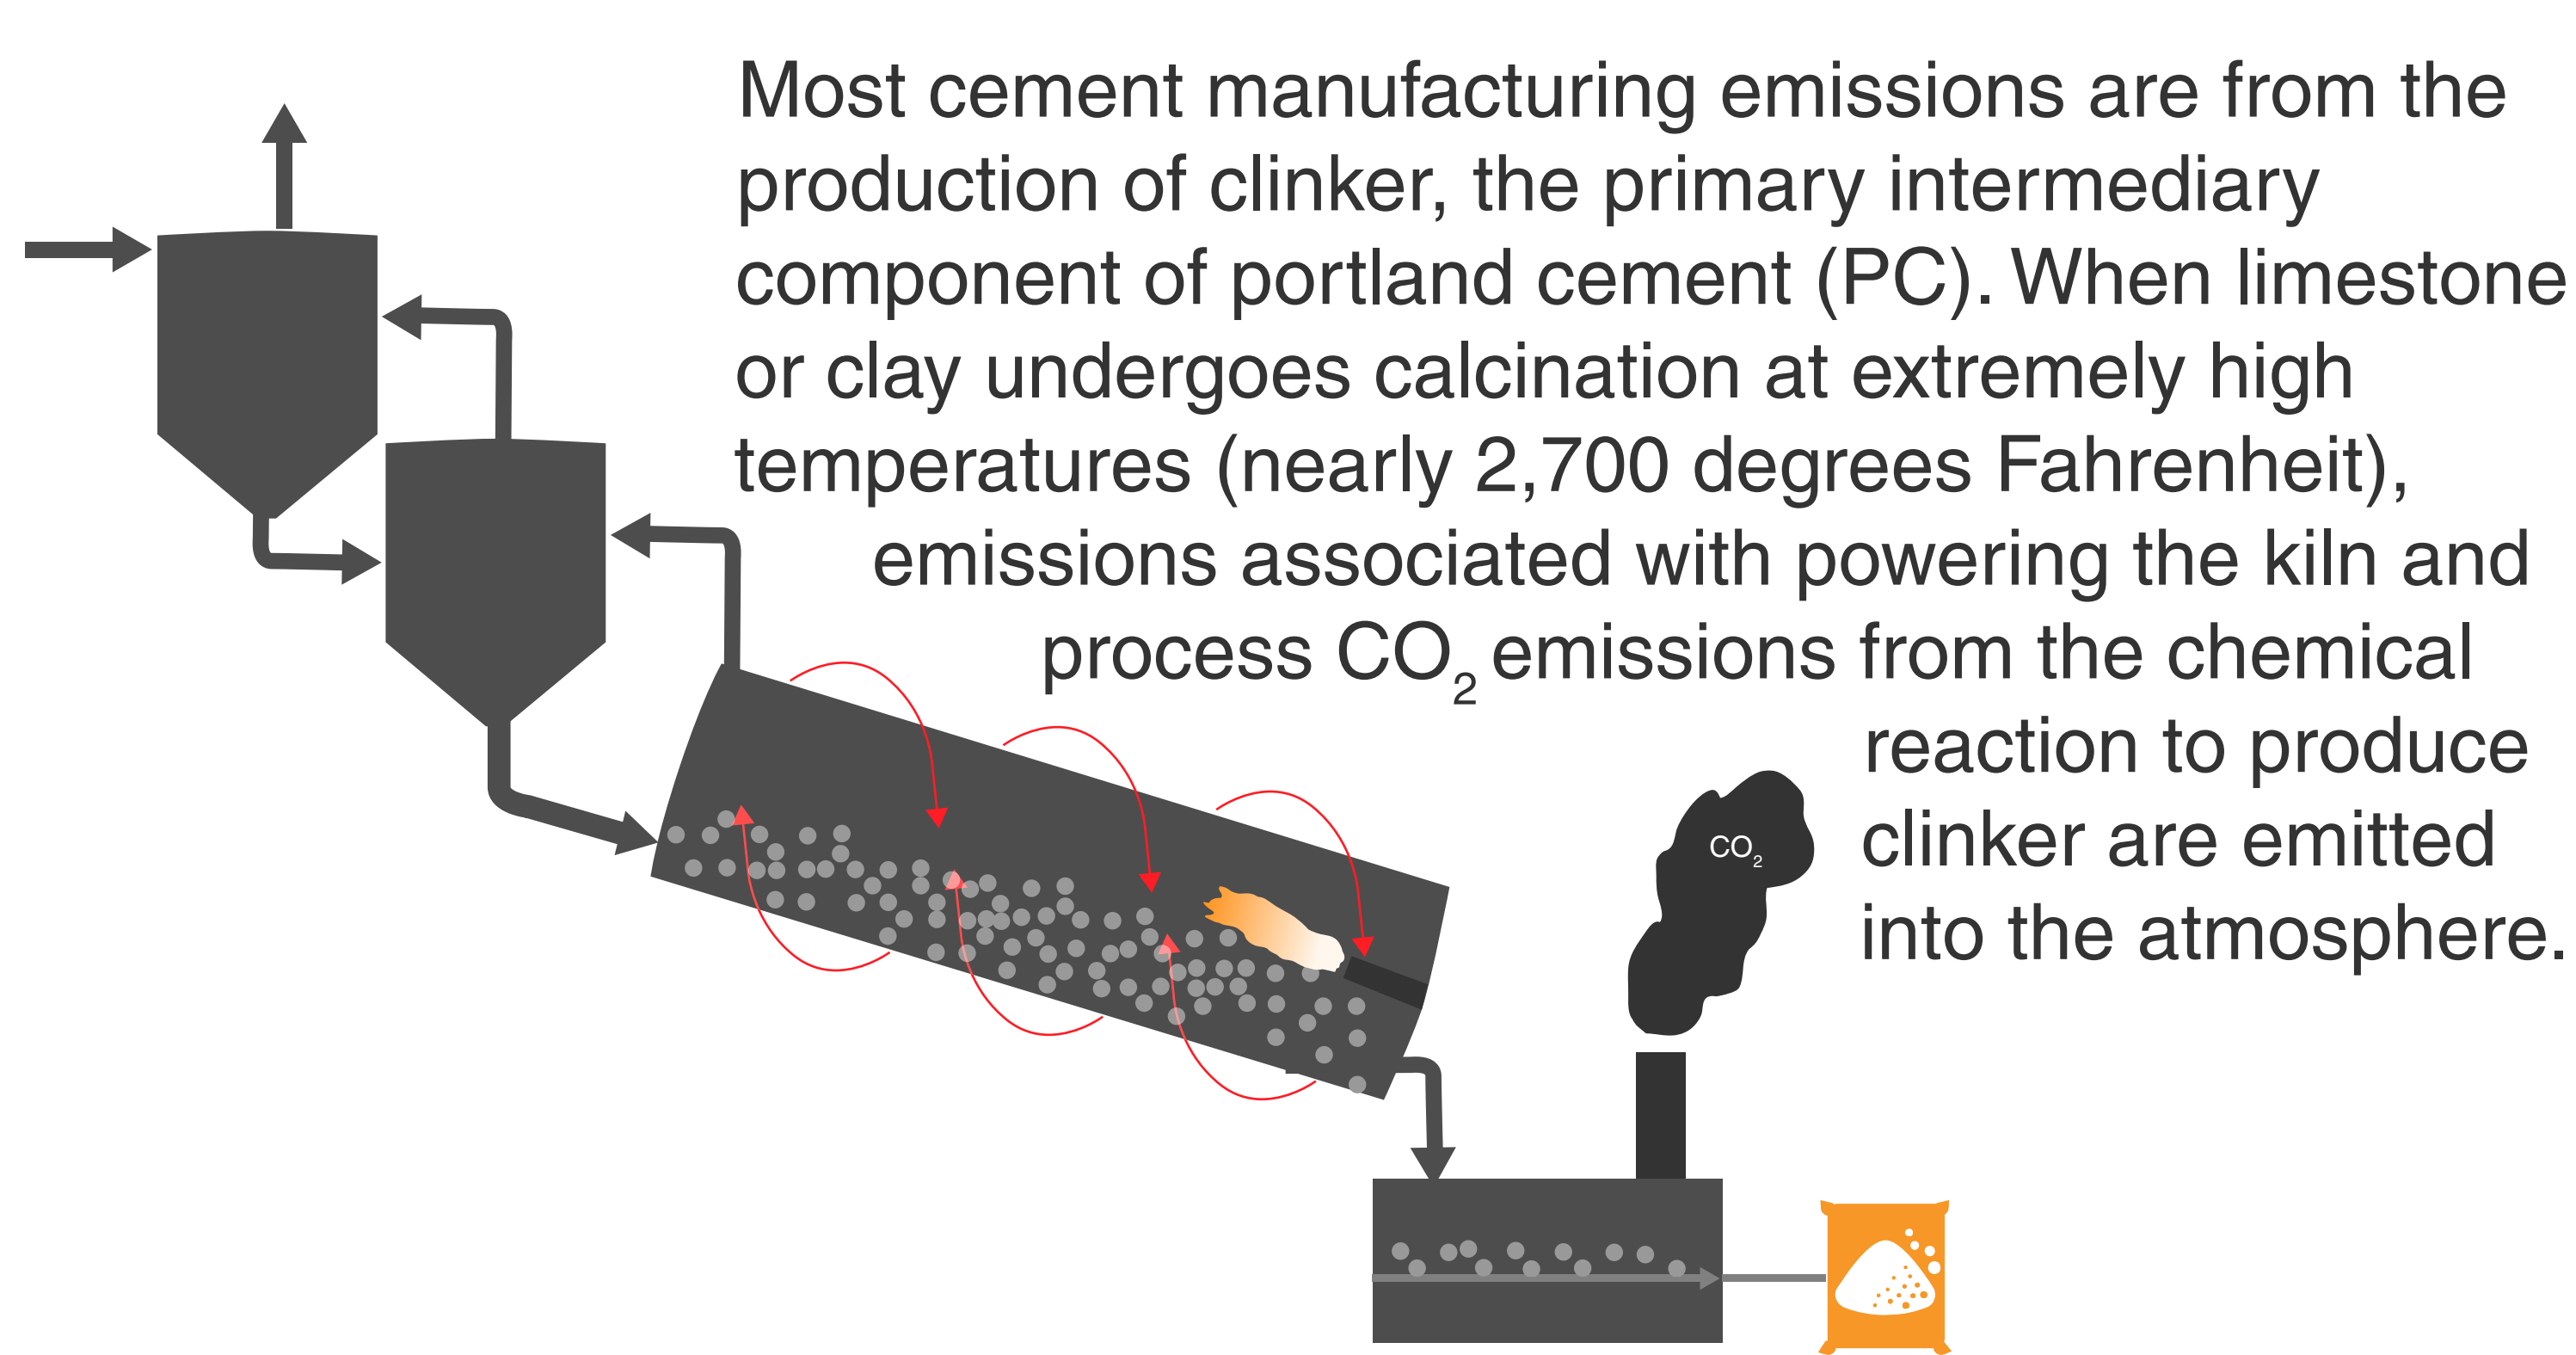 Most cement manufacturing emissions are from the
production of clinker, the primary intermediary
component of portland cement (PC). When limestone
or clay undergoes calcination at extremely high
temperatures (nearly 2,700 degrees Fahrenheit),
emissions associated with powering the kiln and
process CO₂ emissions from the chemical
reaction to produce
clinker are emitted
into the atmosphere.
CO₂